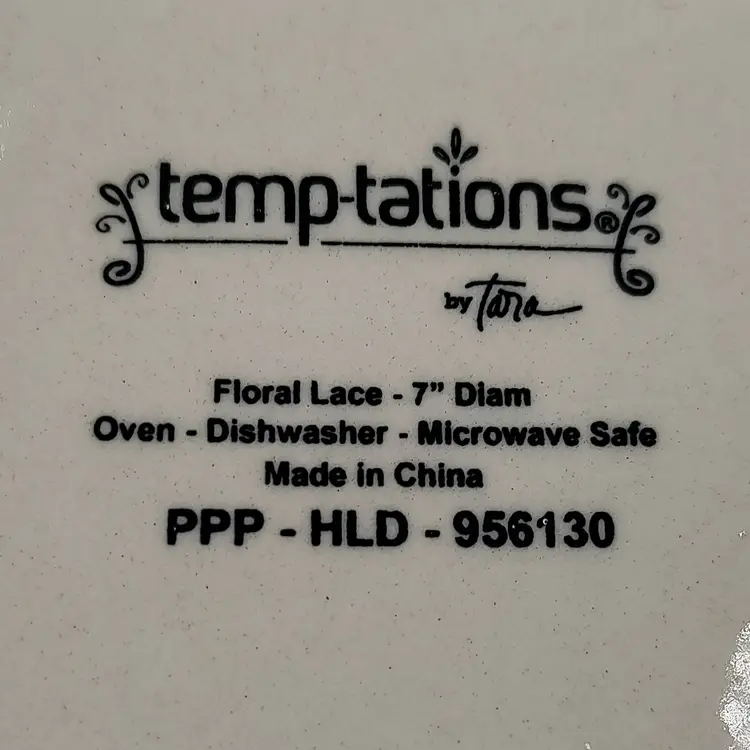 temp-tations®
by Tara
Floral Lace - 7” Diam
Oven - Dishwasher - Microwave Safe
Made in China
PPP - HLD - 956130